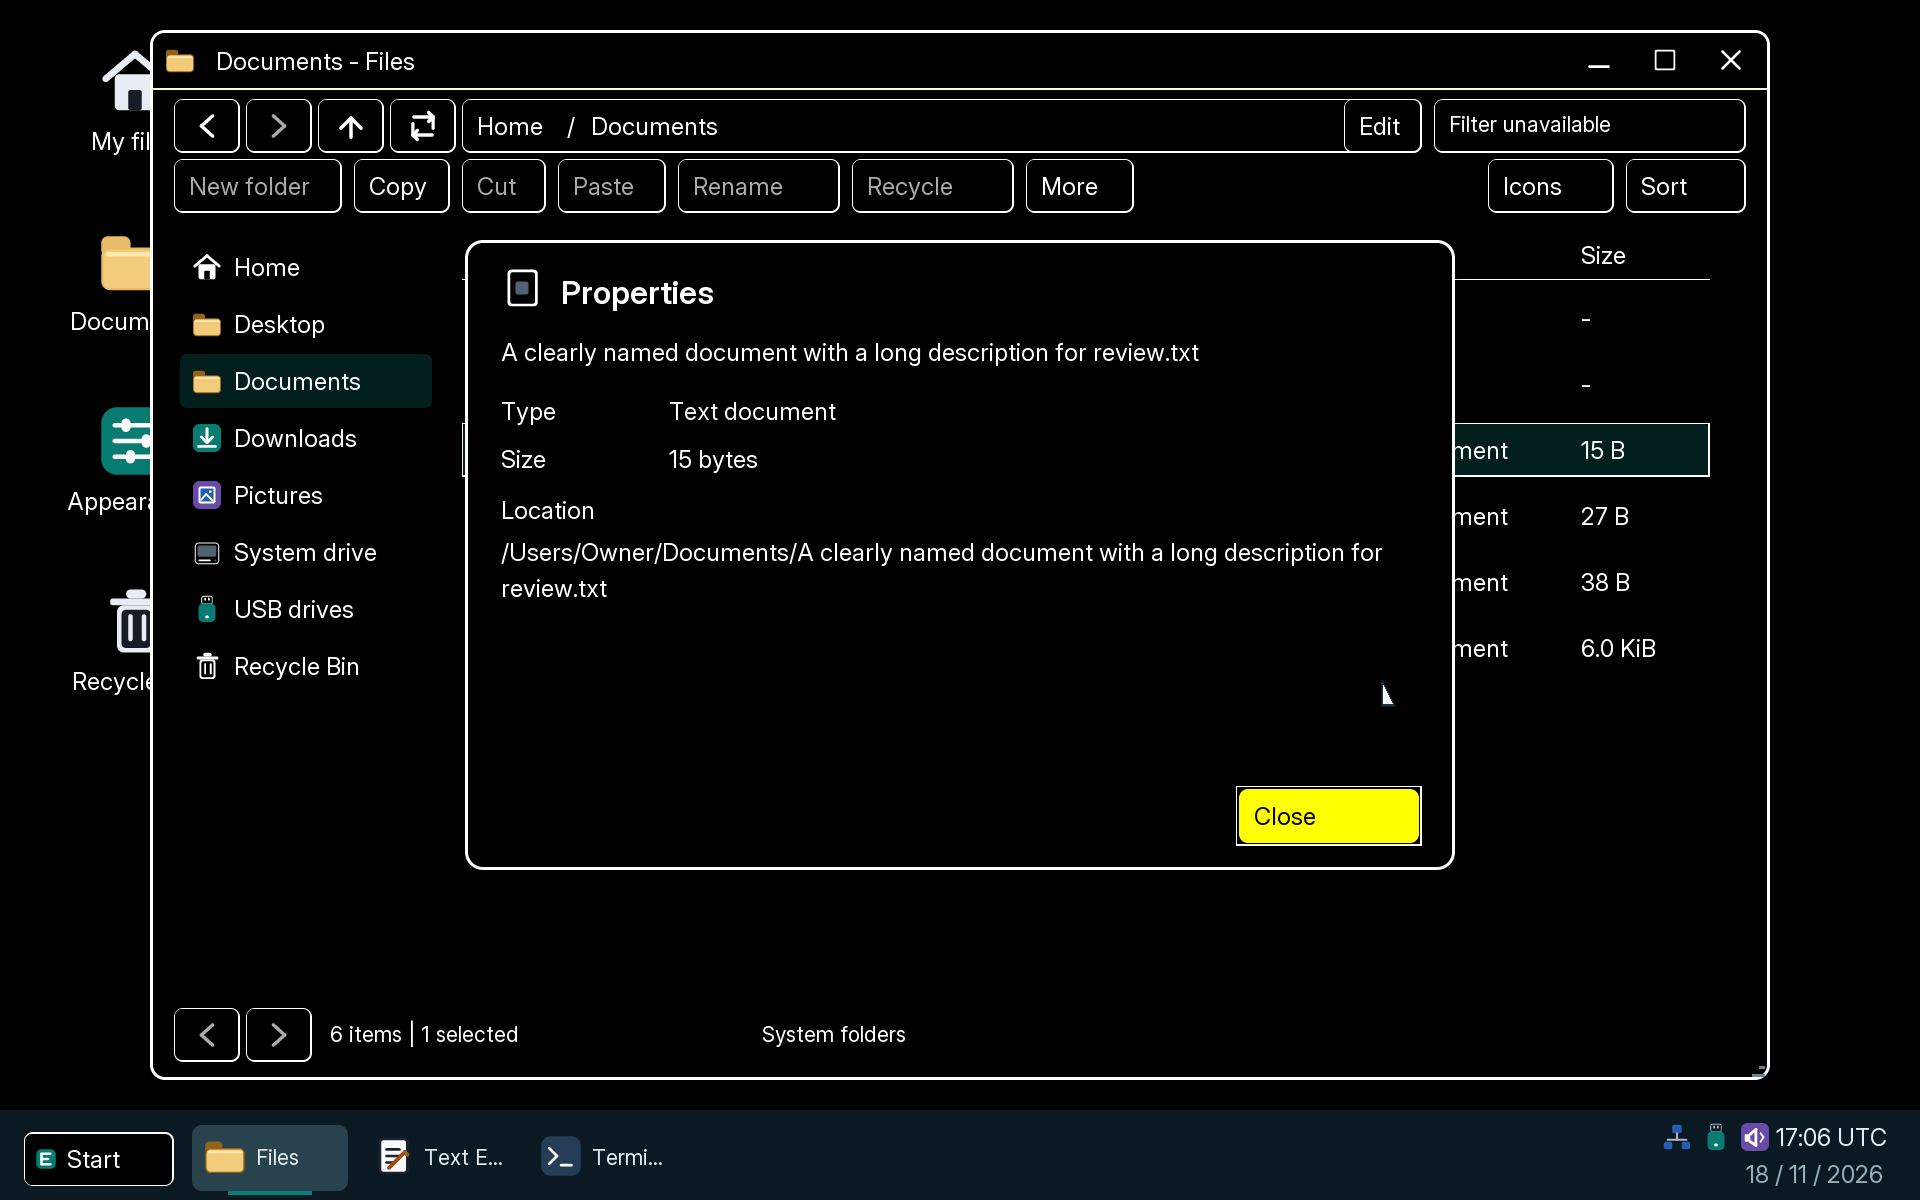 My fil
Docum
Appeara
Recycle
Documents - Files
Home / Documents
Edit
Filter unavailable
New folder
Copy
Cut
Paste
Rename
Recycle
More
Icons
Sort
Home
Desktop
Documents
Downloads
Pictures
System drive
USB drives
Recycle Bin
Size
-
-
ment 15 B
ment 27 B
ment 38 B
ment 6.0 KiB
Properties
A clearly named document with a long description for review.txt
Type Text document
Size 15 bytes
Location
/Users/Owner/Documents/A clearly named document with a long description for
review.txt
Close
6 items | 1 selected
System folders
Start
Files
Text E...
Termi...
17:06 UTC
18 / 11 / 2026